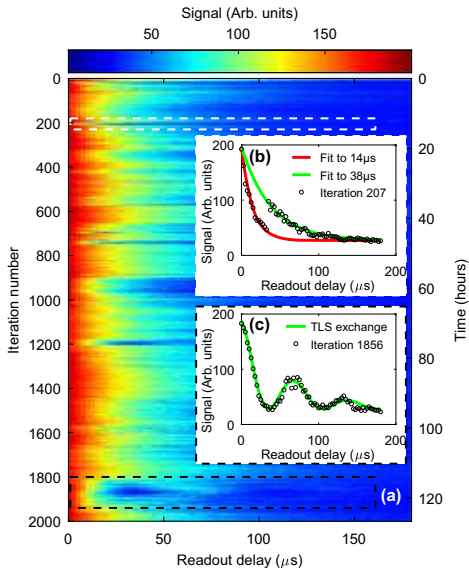 Signal (Arb. units)
50 100 150
0 200 400 600 800 1000 1200 1400 1600 1800 2000
Iteration number
0 20 40 60 80 100 120
Time (hours)
(b)
Fit to 14μs
Fit to 38μs
Iteration 207
200 100 0
Signal (Arb. units)
0 100 200
Readout delay (μs)
(c)
TLS exchange
Iteration 1856
200 100 0
Signal (Arb. units)
0 100 200
Readout delay (μs)
(a)
0 50 100 150
Readout delay (μs)